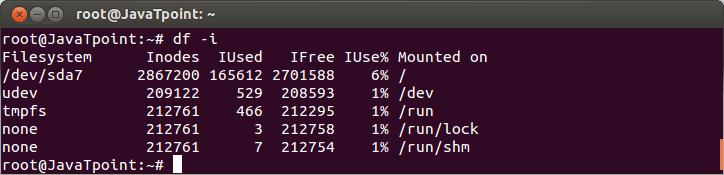 root@JavaTpoint: ~
root@JavaTpoint:~# df -i
Filesystem      Inodes  IUsed   IFree IUse% Mounted on
/dev/sda7      2867200 165612 2701588    6% /
udev            209122    529  208593    1% /dev
tmpfs           212761    466  212295    1% /run
none            212761      3  212758    1% /run/lock
none            212761      7  212754    1% /run/shm
root@JavaTpoint:~#